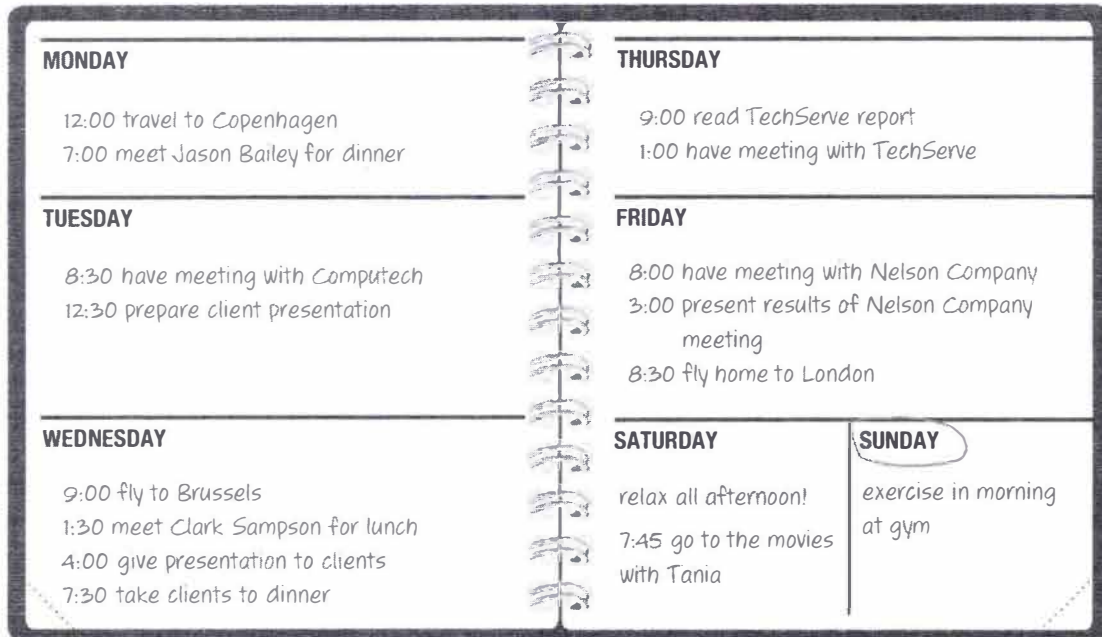 MONDAY
12:00 travel to Copenhagen
7:00 meet Jason Bailey for dinner
TUESDAY
8:30 have meeting with Computech
12:30 prepare client presentation
WEDNESDAY
9:00 fly to Brussels
1:30 meet Clark Sampson for lunch
4:00 give presentation to clients
7:30 take clients to dinner
THURSDAY
9:00 read TechServe report
1:00 have meeting with TechServe
FRIDAY
8:00 have meeting with Nelson Company
3:00 present results of Nelson Company
meeting
8:30 fly home to London
SATURDAY
relax all afternoon!
7:45 go to the movies
with Tania
SUNDAY
exercise in morning
at gym